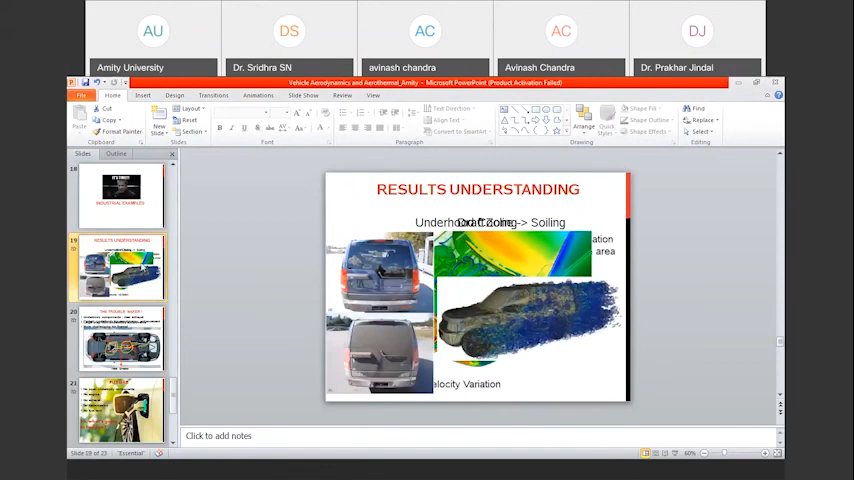 AU
DS
AC
AC
DJ
Amity University
Dr. Sridhra SN
avinash chandra
Avinash Chandra
Dr. Prakhar Jindal
Vehicle Aerodynamics and Aerothermal_Amity - Microsoft PowerPoint (Product Activation Failed)
File
Home
Insert
Design
Transitions
Animations
Slide Show
Review
View
Paste
Cut
Copy
Format Painter
Clipboard
New Slide
Layout
Reset
Section
Slides
Font
Text Direction
Align Text
Convert to SmartArt
Paragraph
Arrange
Quick Styles
Shape Fill
Shape Outline
Shape Effects
Drawing
Find
Replace
Select
Editing
Slides
Outline
18
IT'S TIME!!!
INDUSTRIAL EXAMPLES
19
RESULTS UNDERSTANDING
20
THE TROUBLE MAKER !
21
RESULTS UNDERSTANDING
-> Soiling
ation
area
elocity Variation
Click to add notes
Slide 19 of 23
"Essential"
60%